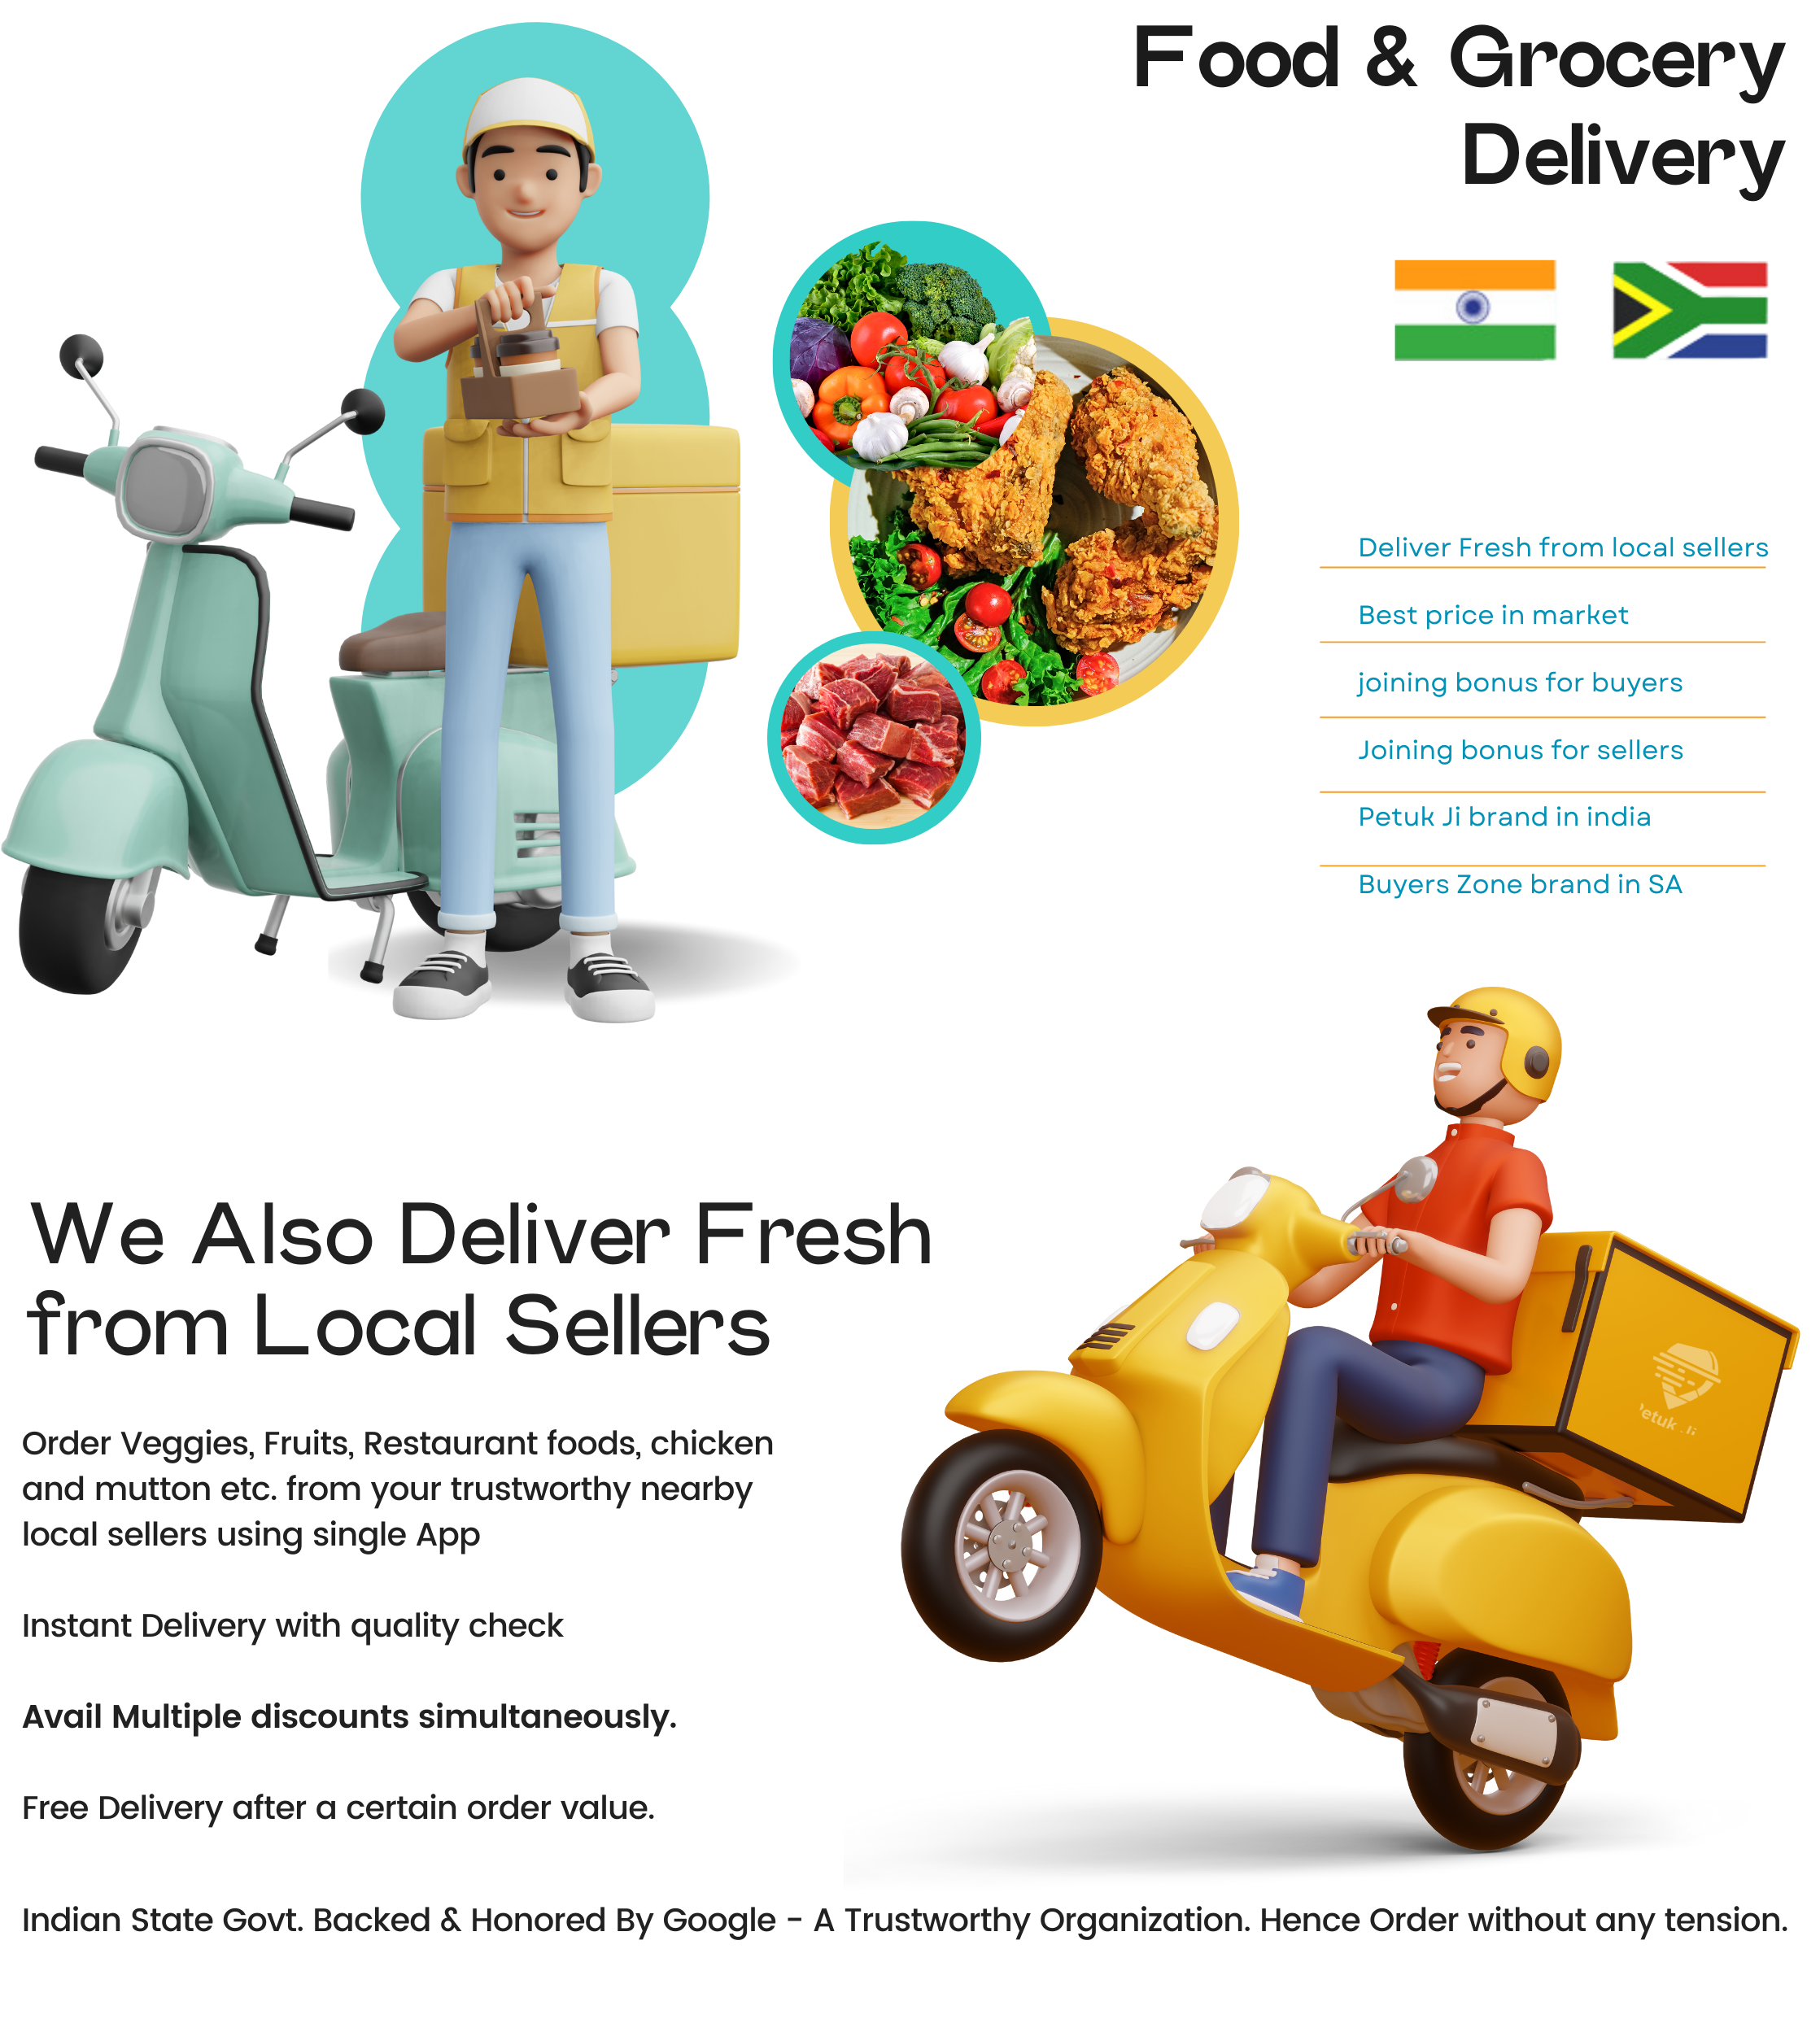 Food & Grocery
Delivery
Deliver Fresh from local sellers
Best price in market
joining bonus for buyers
Joining bonus for sellers
Petuk Ji brand in india
Buyers Zone brand in SA
We Also Deliver Fresh
from Local Sellers
etuk . Ji
Order Veggies, Fruits, Restaurant foods, chicken
and mutton etc. from your trustworthy nearby
local sellers using single App
Instant Delivery with quality check
Avail Multiple discounts simultaneously.
Free Delivery after a certain order value.
Indian State Govt. Backed & Honored By Google - A Trustworthy Organization. Hence Order without any tension.